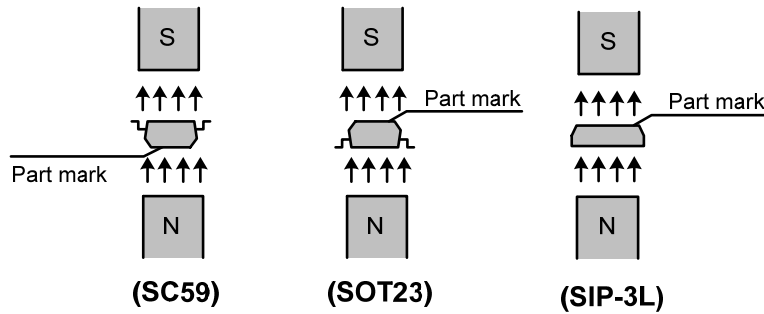 S S S
Part mark Part mark
Part mark
N N N
(SC59) (SOT23) (SIP-3L)